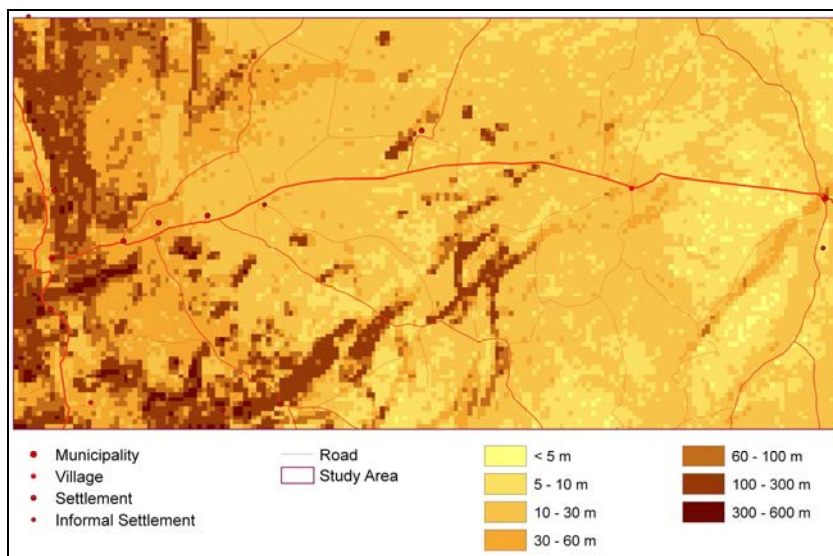 Municipality
Village
Settlement
Informal Settlement
Road
Study Area
< 5 m
5 - 10 m
10 - 30 m
30 - 60 m
60 - 100 m
100 - 300 m
300 - 600 m